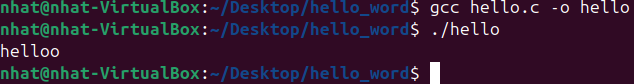 nhat@nhat-VirtualBox:~/Desktop/hello_word$ gcc hello.c -o hello
nhat@nhat-VirtualBox:~/Desktop/hello_word$ ./hello
helloo
nhat@nhat-VirtualBox:~/Desktop/hello_word$